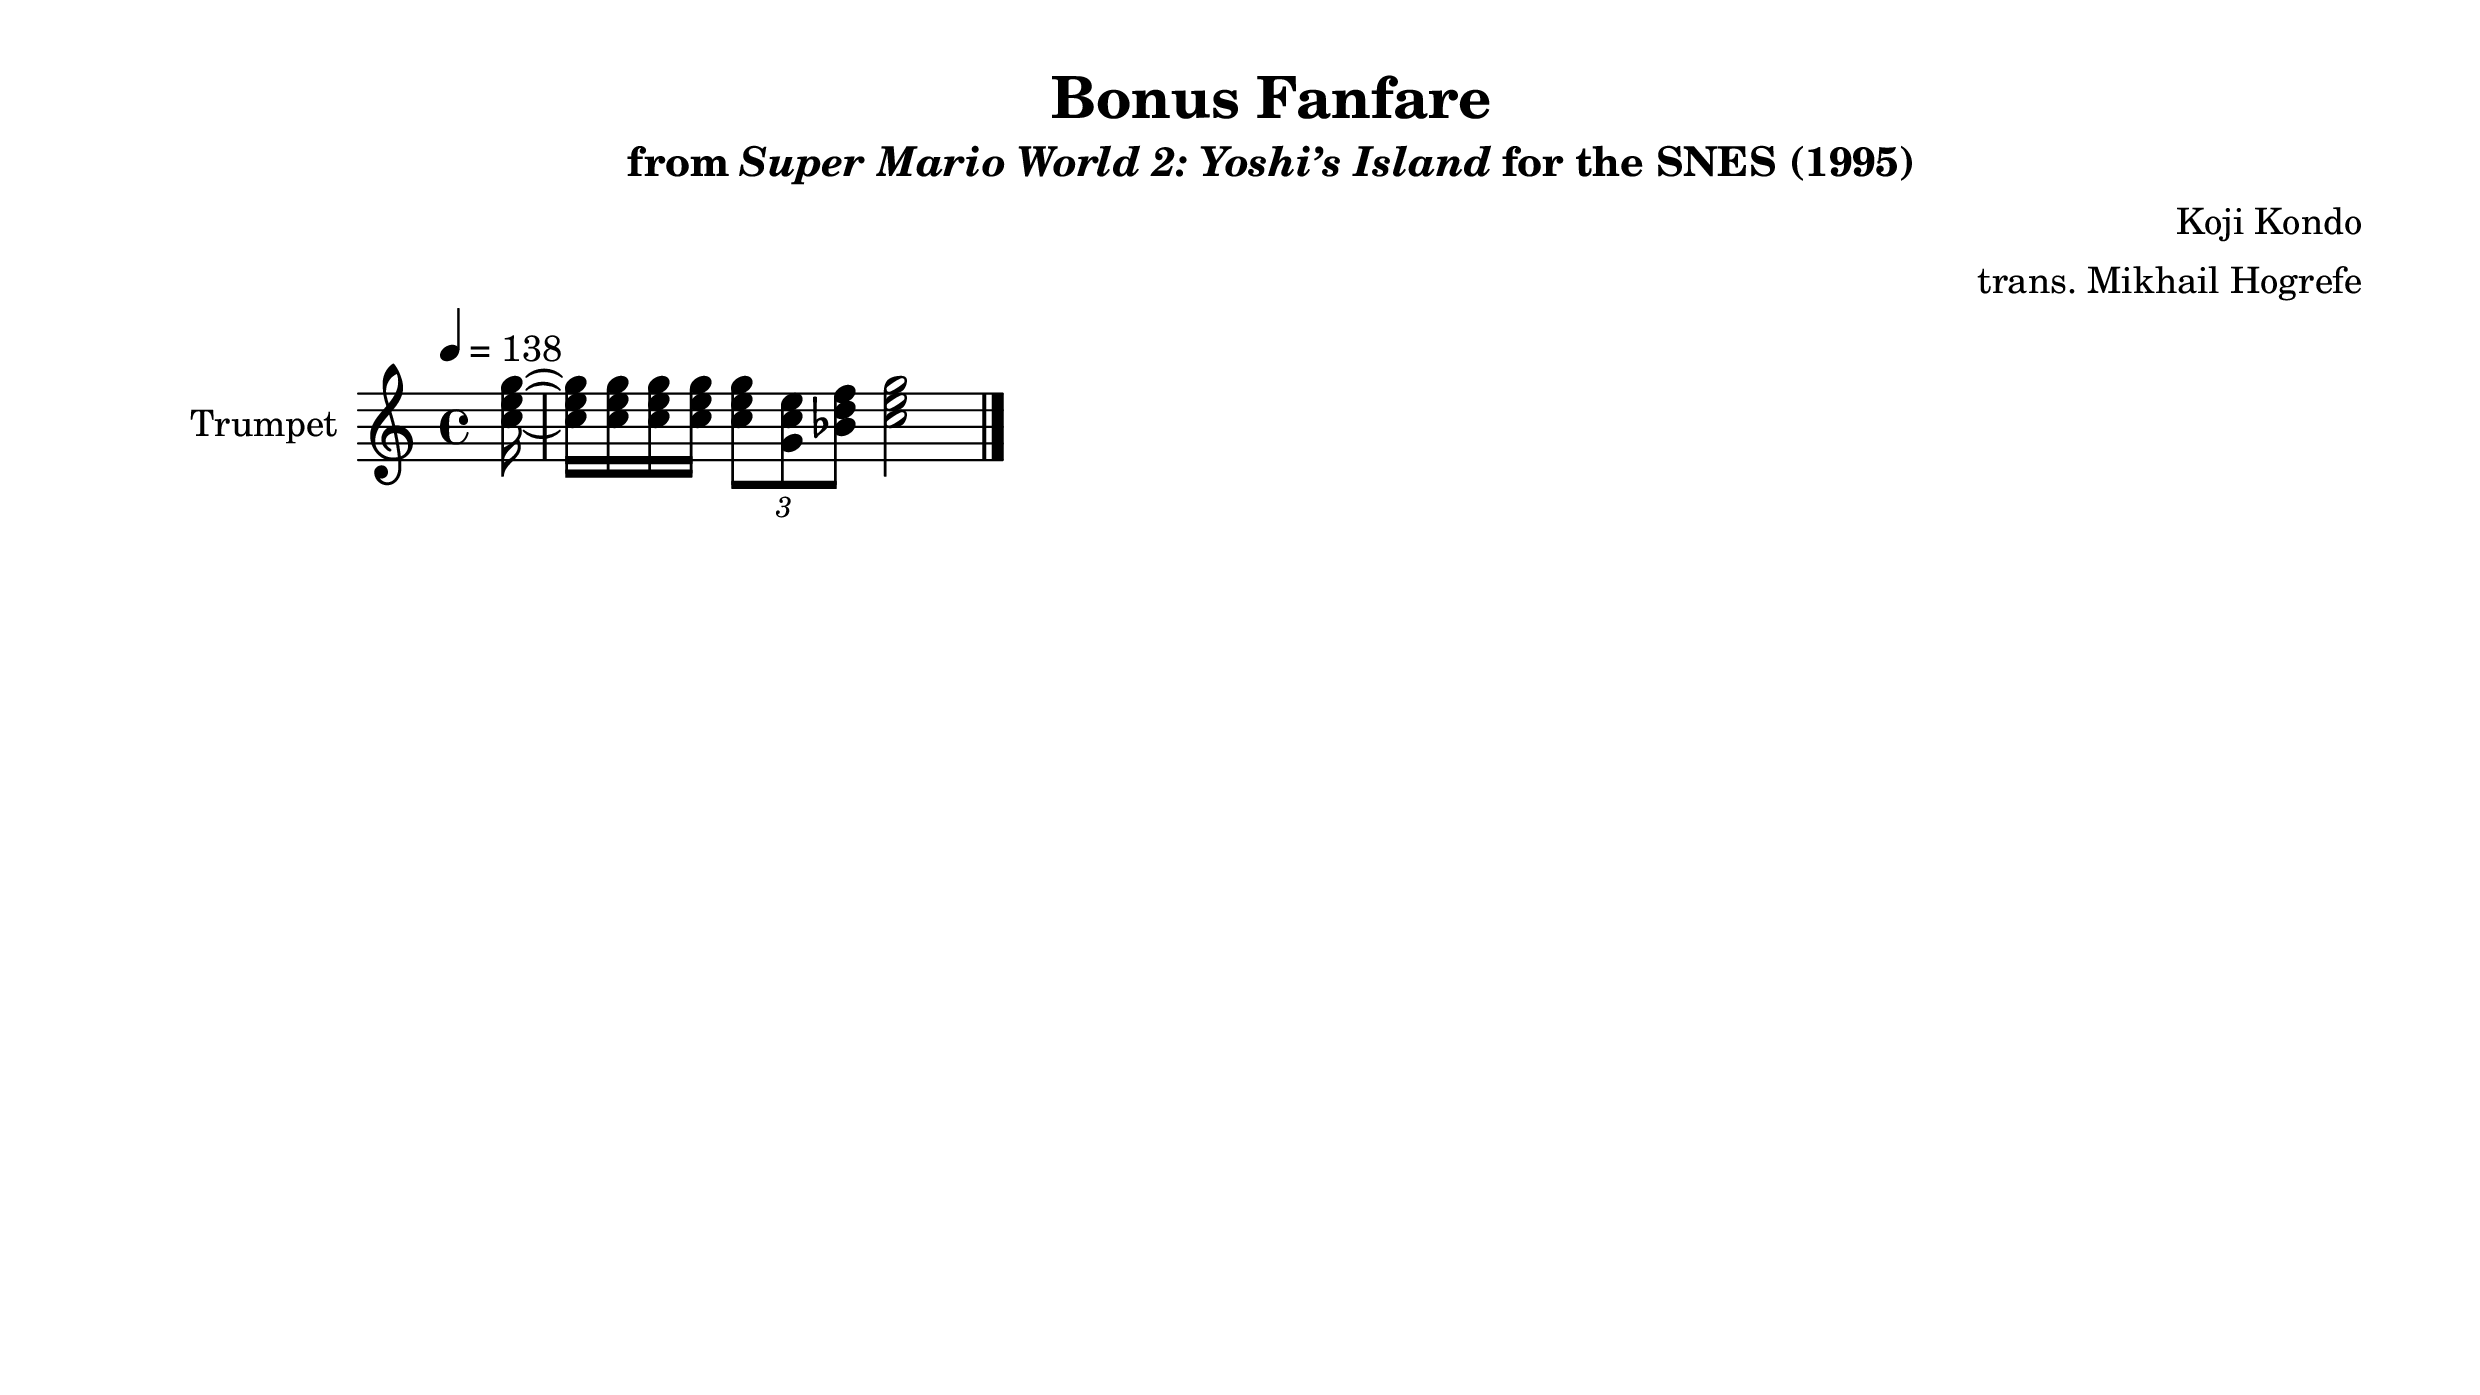 Bonus Fanfare
from Super Mario World 2: Yoshi’s Island for the SNES (1995)
Koji Kondo
trans. Mikhail Hogrefe
= 138
Trumpet
3